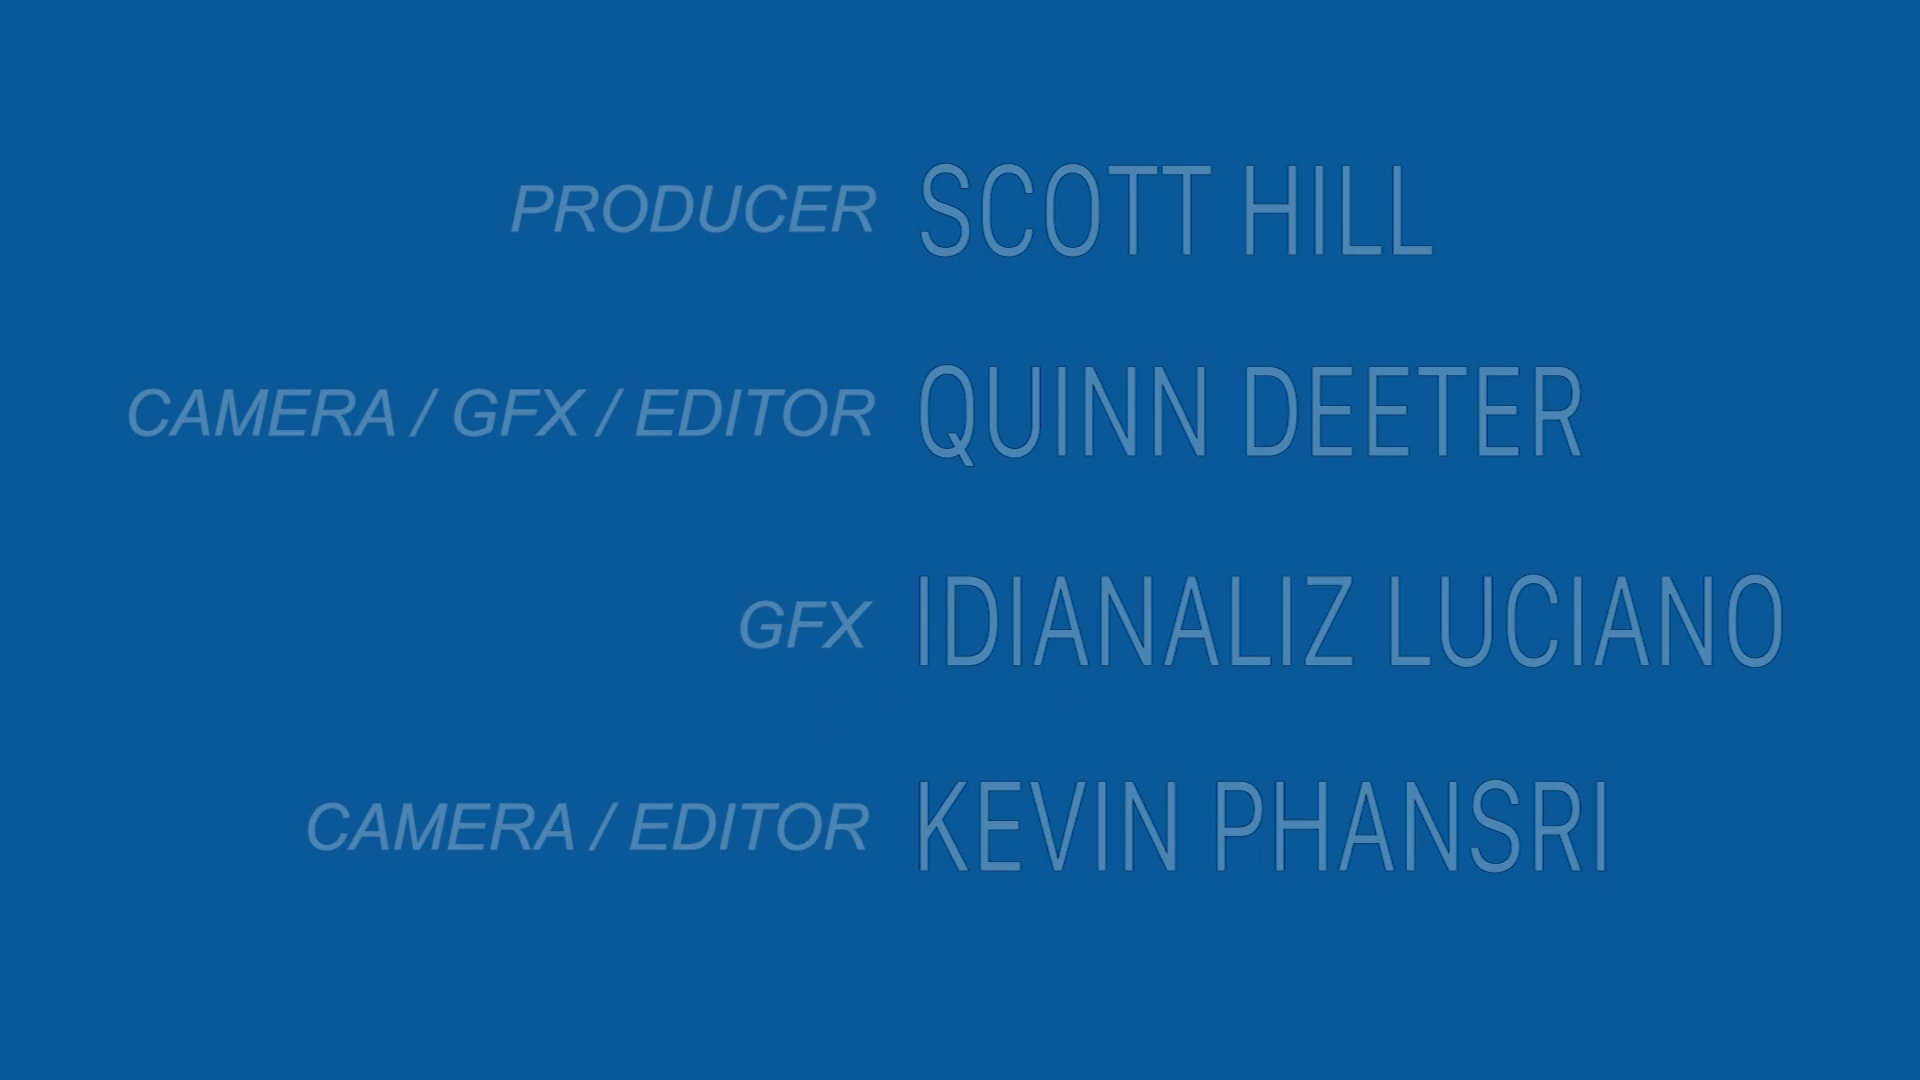 PRODUCER SCOTT HILL
CAMERA / GFX / EDITOR QUINN DEETER
GFX IDIANALIZ LUCIANO
CAMERA / EDITOR KEVIN PHANSRI